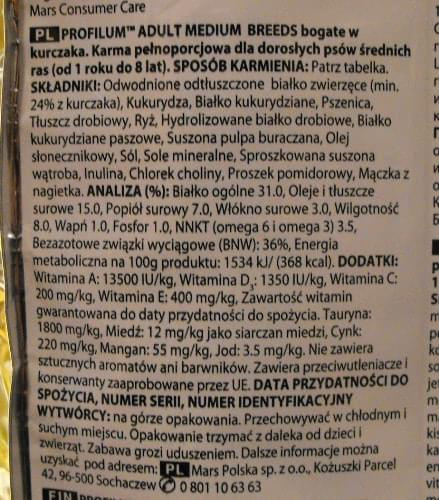 Mars Consumer Care
PL PROFILUM™ ADULT MEDIUM BREEDS bogate w
kurczaka. Karma pełnoporcjowa dla dorosłych psów średnich
ras (od 1 roku do 8 lat). SPOSÓB KARMIENIA: Patrz tabelka.
SKŁADNIKI: Odwodnione odtłuszczone białko zwierzęce (min.
24% z kurczaka), Kukurydza, Białko kukurydziane, Pszenica,
Tłuszcz drobiowy, Ryż, Hydrolizowane białko drobiowe, Białko
kukurydziane paszowe, Suszona pulpa buraczana, Olej
słonecznikowy, Sól, Sole mineralne, Sproszkowana suszona
wątroba, Inulina, Chlorek choliny, Proszek pomidorowy, Mączka z
nagietka. ANALIZA (%): Białko ogólne 31.0, Oleje i tłuszcze
surowe 15.0, Popiół surowy 7.0, Włókno surowe 3.0, Wilgotność
8.0, Wapń 1.0, Fosfor 1.0, NNKT (omega 6 i omega 3) 3.5,
Bezazotowe związki wyciągowe (BNW): 36%, Energia
metaboliczna na 100g produktu: 1534 kJ/ (368 kcal). DODATKI:
Witamina A: 13500 IU/kg, Witamina D3: 1350 IU/kg, Witamina C:
200 mg/kg, Witamina E: 400 mg/kg, Zawartość witamin
gwarantowana do daty przydatności do spożycia. Tauryna:
1800 mg/kg, Miedź: 12 mg/kg jako siarczan miedzi, Cynk:
220 mg/kg, Mangan: 55 mg/kg, Jod: 3.5 mg/kg. Nie zawiera
sztucznych aromatów ani barwników. Zawiera przeciwutleniacze i
konserwanty zaaprobowane przez UE. DATA PRZYDATNOŚCI DO
SPOŻYCIA, NUMER SERII, NUMER IDENTYFIKACYJNY
WYTWÓRCY: na górze opakowania. Przechowywać w chłodnym i
suchym miejscu. Opakowanie trzymać z daleka od dzieci i
zwierząt. Zabawa grozi uduszeniem. Dalsze informacje można
uzyskać pod adresem: PL Mars Polska sp. z o.o., Kożuszki Parcel
42, 96-500 Sochaczew 0 801 10 63 63
FIN